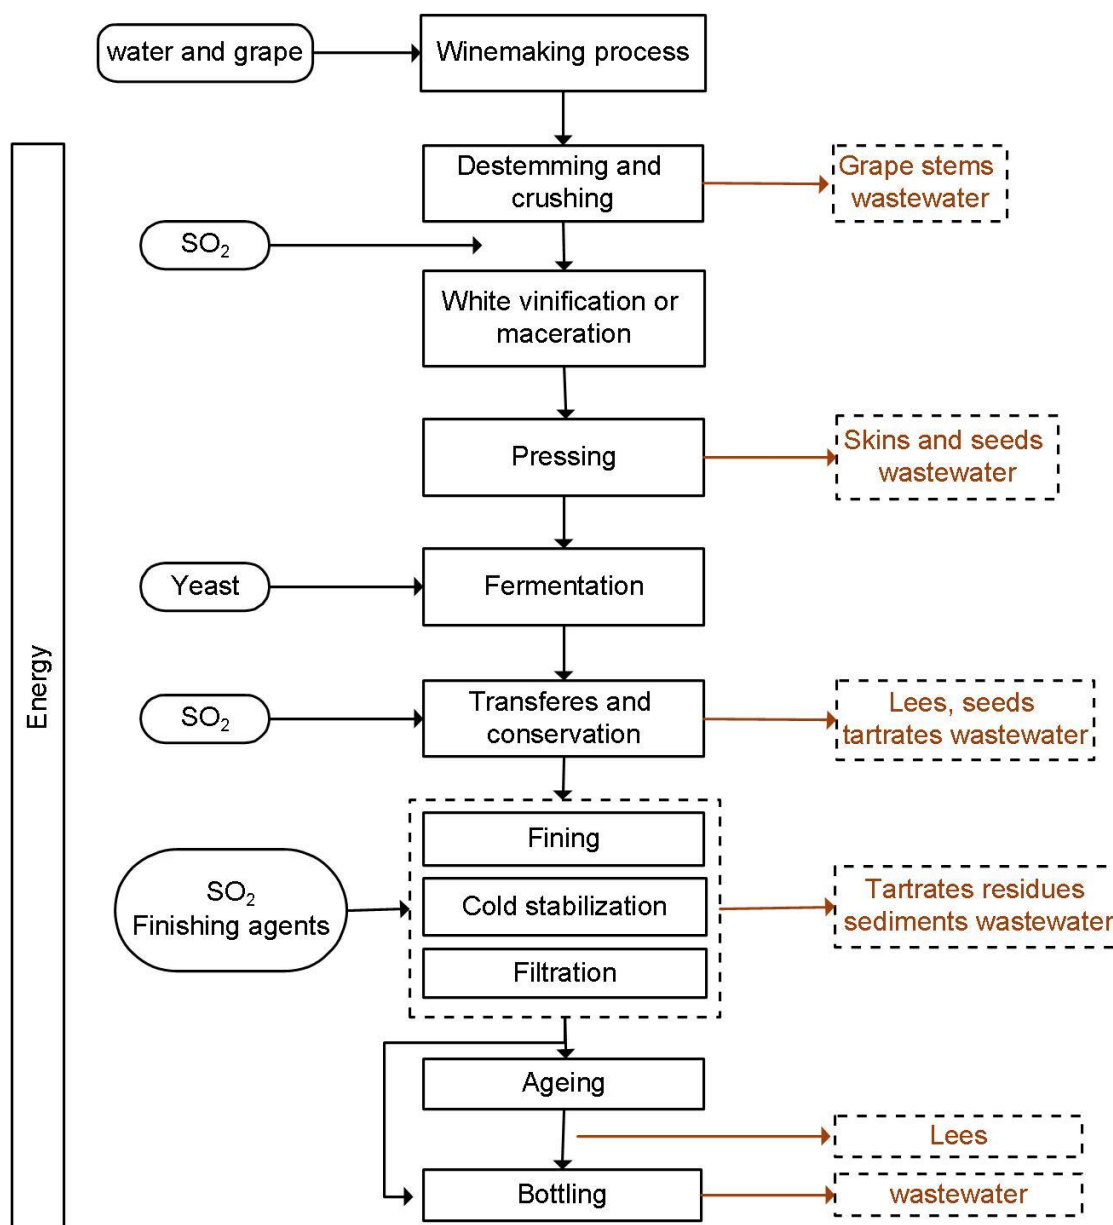 water and grape
Winemaking process
Destemming and
crushing
Grape stems
wastewater
SO₂
White vinification or
maceration
Pressing
Skins and seeds
wastewater
Yeast
Fermentation
Energy
SO₂
Transferes and
conservation
Lees, seeds
tartrates wastewater
Fining
SO₂
Finishing agents
Cold stabilization
Tartrates residues
sediments wastewater
Filtration
Ageing
Lees
Bottling
wastewater